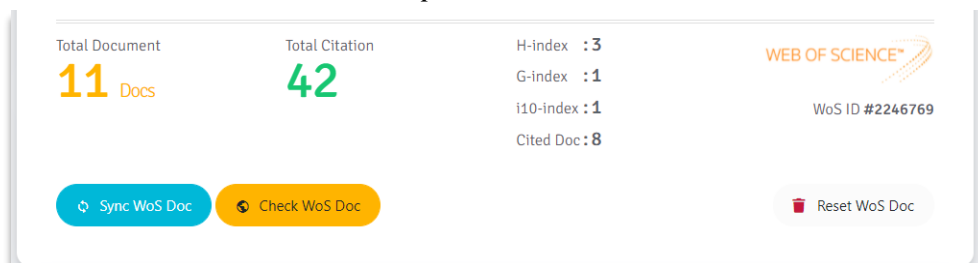 Total Document
11 Docs
Total Citation
42
H-index :3
G-index :1
i10-index :1
Cited Doc :8
WEB OF SCIENCE™
WoS ID #2246769
Sync WoS Doc
Check WoS Doc
Reset WoS Doc